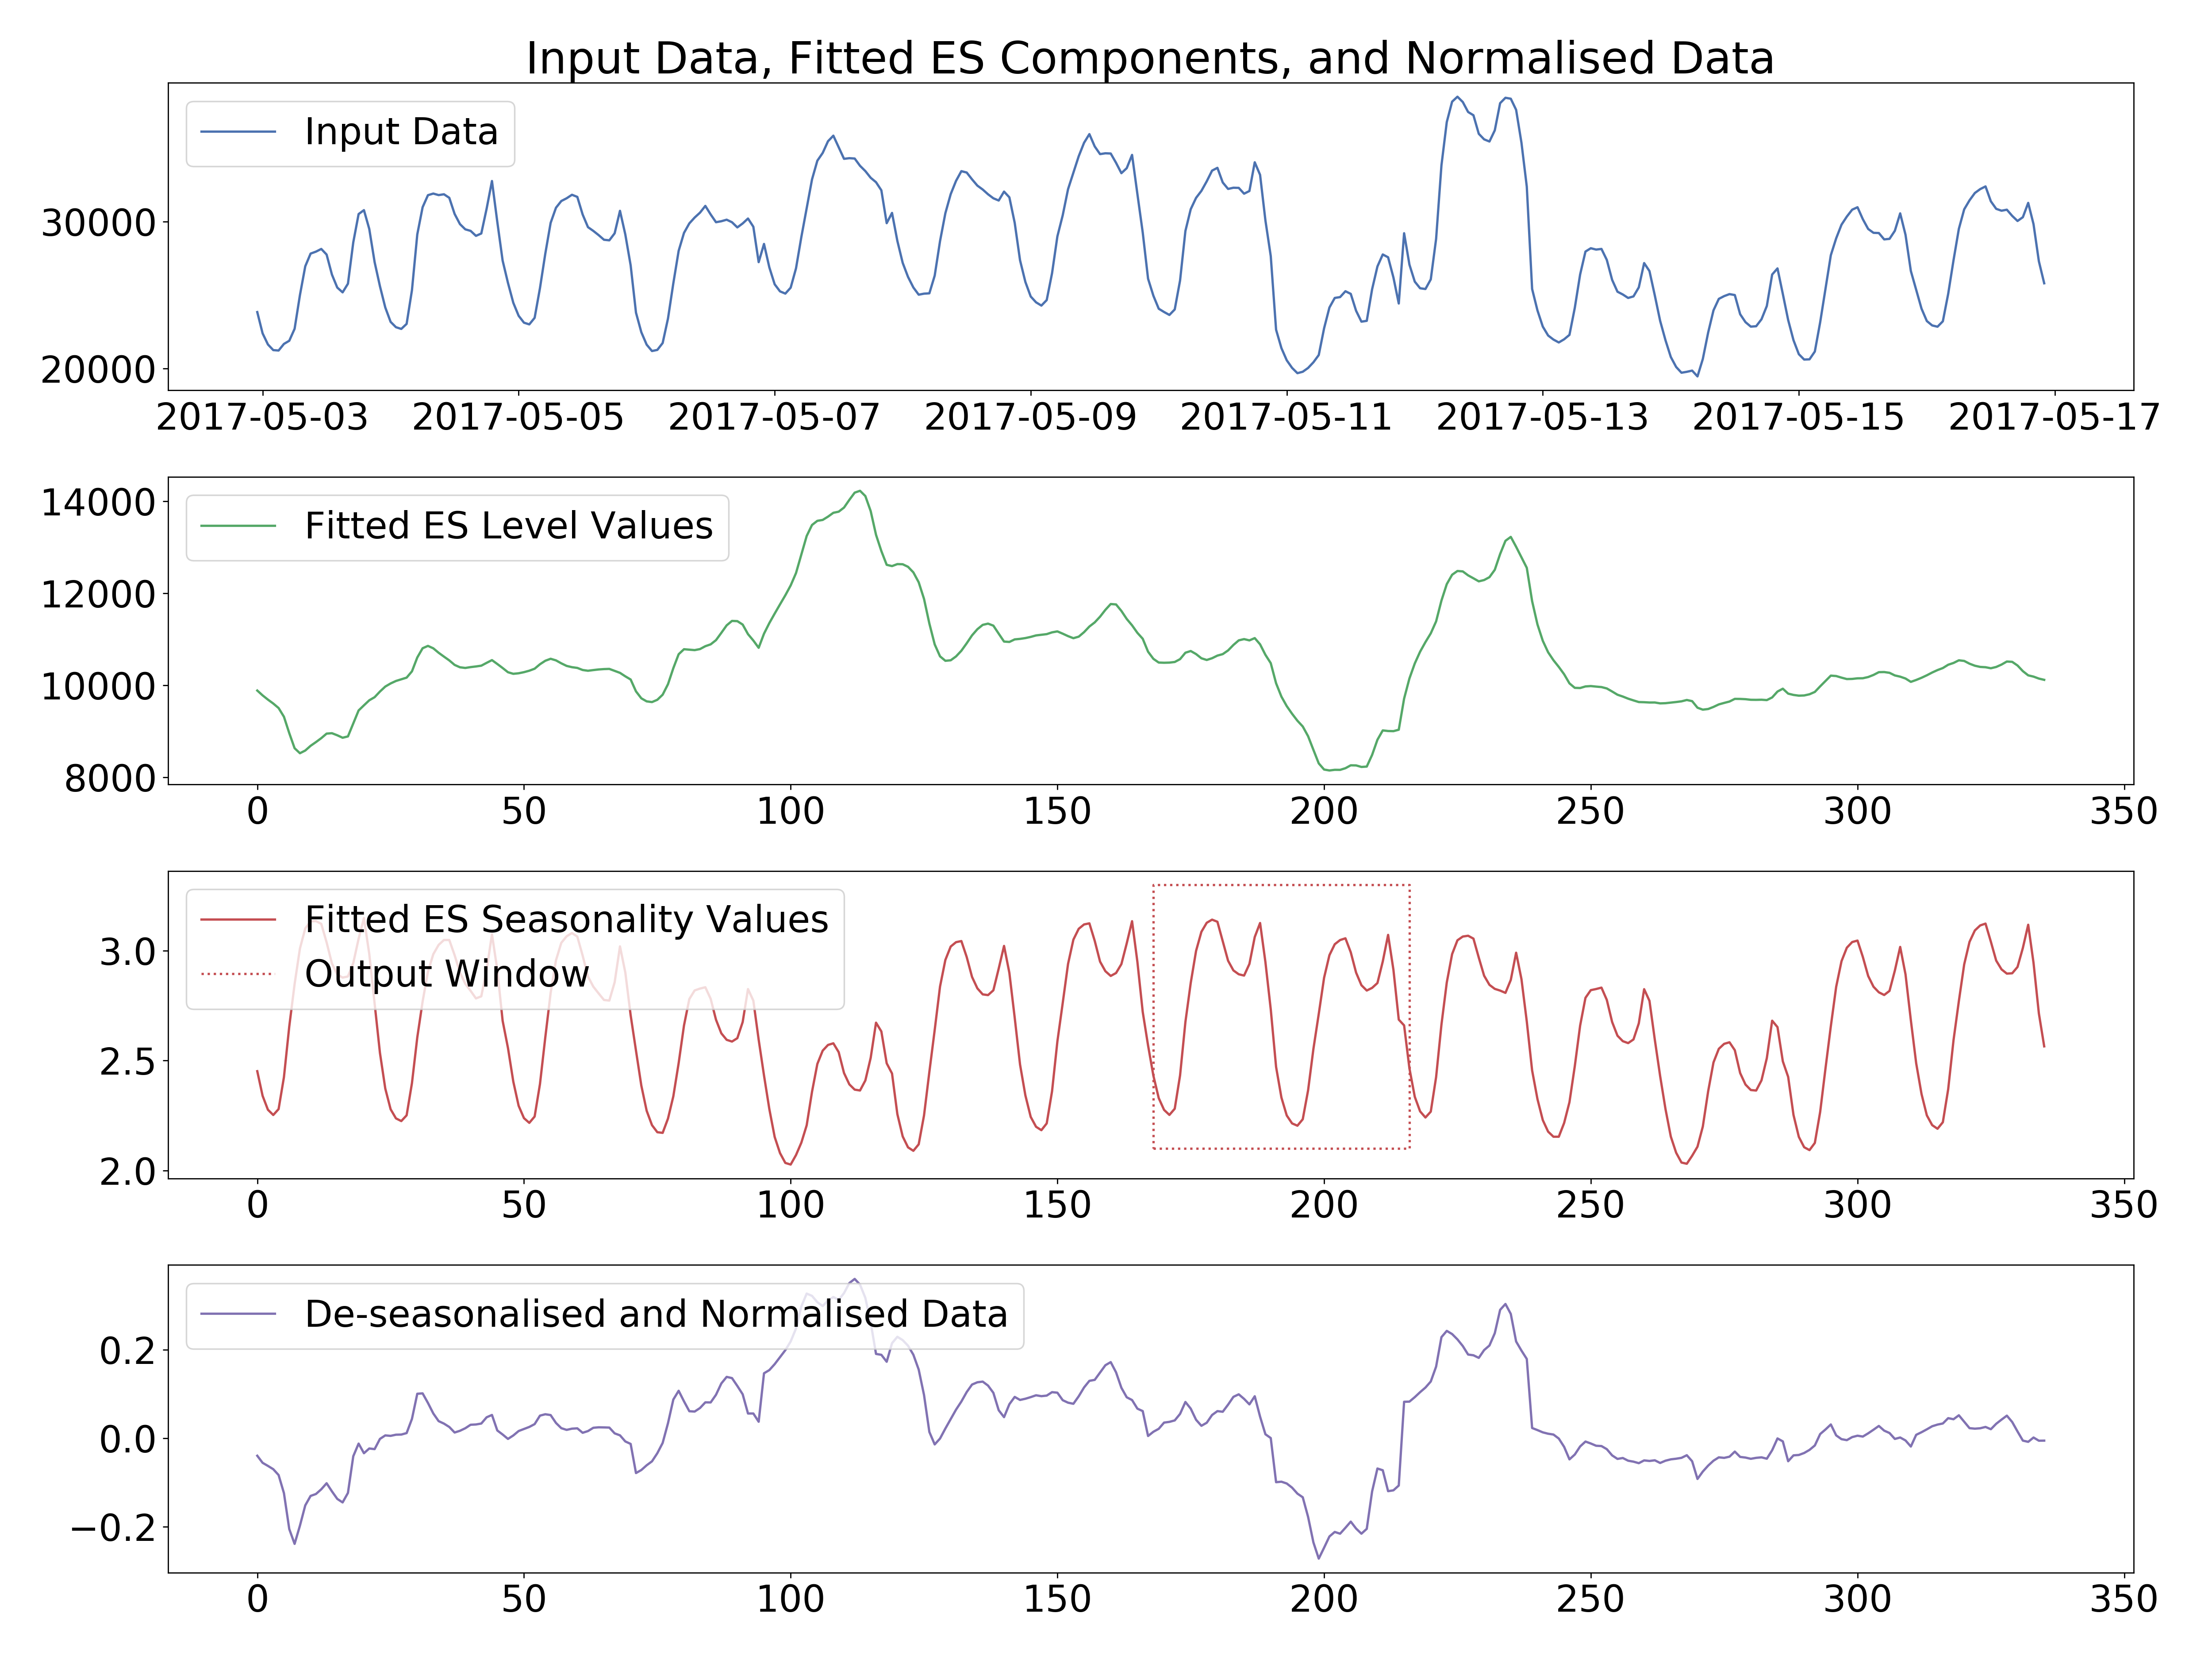 Input Data, Fitted ES Components, and Normalised Data
Input Data
30000
20000
2017-05-03 2017-05-05 2017-05-07 2017-05-09 2017-05-11 2017-05-13 2017-05-15 2017-05-17
Fitted ES Level Values
14000
12000
10000
8000
0 50 100 150 200 250 300 350
Fitted ES Seasonality Values
Output Window
3.0
2.5
2.0
0 50 100 150 200 250 300 350
De-seasonalised and Normalised Data
0.2
0.0
−0.2
0 50 100 150 200 250 300 350